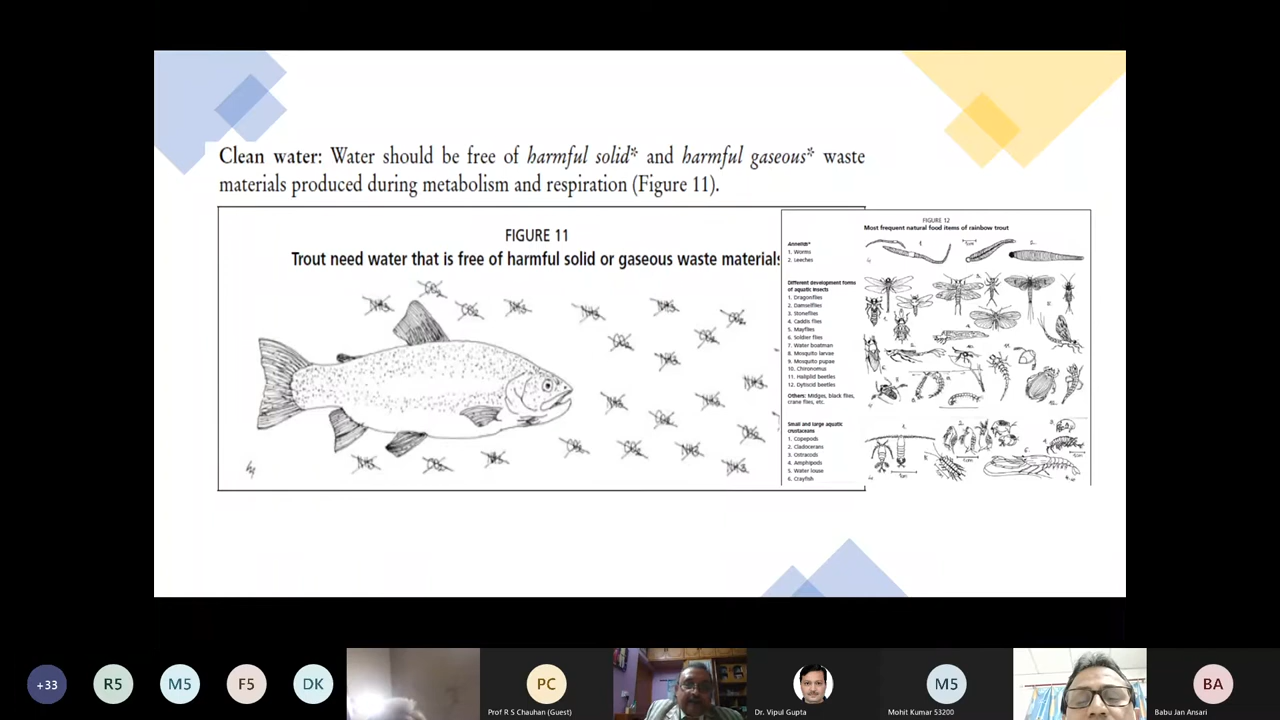 Clean water: Water should be free of harmful solid* and harmful gaseous* waste
materials produced during metabolism and respiration (Figure 11).
FIGURE 11
Trout need water that is free of harmful solid or gaseous waste materials
FIGURE 12
Most frequent natural food items of rainbow trout
Annelids*
1. Worms
2. Leeches
Different development forms
of aquatic insects
1. Dragonflies
2. Damselflies
3. Stoneflies
4. Caddis flies
5. Mayflies
6. Soldier flies
7. Water boatman
8. Mosquito larvae
9. Mosquito pupae
10. Chironomus
11. Haliplid beetles
12. Dytiscid beetles
Others: Midges, black flies,
crane flies, etc.
Small and large aquatic
crustaceans
1. Copepods
2. Cladocerans
3. Ostracods
4. Amphipods
5. Water louse
6. Crayfish
+33
R5
M5
F5
DK
PC
Prof R S Chauhan (Guest)
Dr. Vipul Gupta
M5
Mohit Kumar 53200
BA
Babu Jan Ansari